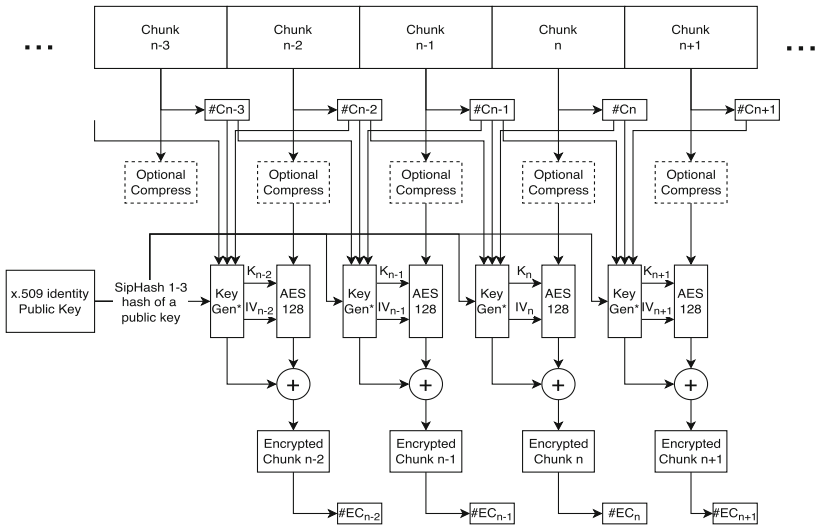 Chunk n-3
Chunk n-2
Chunk n-1
Chunk n
Chunk n+1
... ...
#Cn-3
#Cn-2
#Cn-1
#Cn
#Cn+1
Optional Compress
Optional Compress
Optional Compress
Optional Compress
Optional Compress
x.509 identity
Public Key
SipHash 1-3
hash of a
public key
Key Gen*
Kn-2
IVn-2
AES 128
Key Gen*
Kn-1
IVn-1
AES 128
Key Gen*
Kn
IVn
AES 128
Key Gen*
Kn+1
IVn+1
AES 128
+
+
+
+
Encrypted Chunk n-2
Encrypted Chunk n-1
Encrypted Chunk n
Encrypted Chunk n+1
#ECn-2
#ECn-1
#ECn
#ECn+1